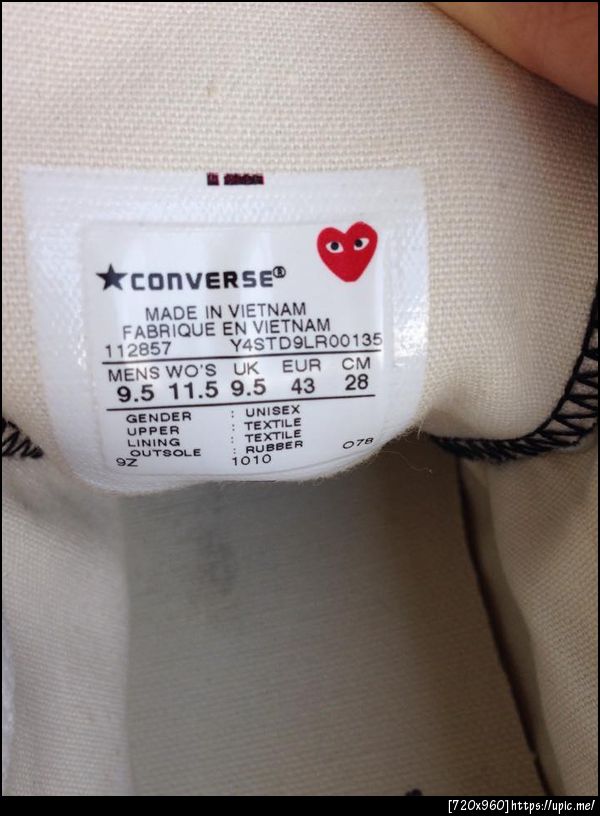 ★CONVERSE®
MADE IN VIETNAM
FABRIQUE EN VIETNAM
112857 Y4STD9LR00135
MENS WO'S UK EUR CM
9.5 11.5 9.5 43 28
GENDER : UNISEX
UPPER : TEXTILE
LINING : TEXTILE
OUTSOLE : RUBBER
9Z 1010 O78
[720x960]https://upic.me/